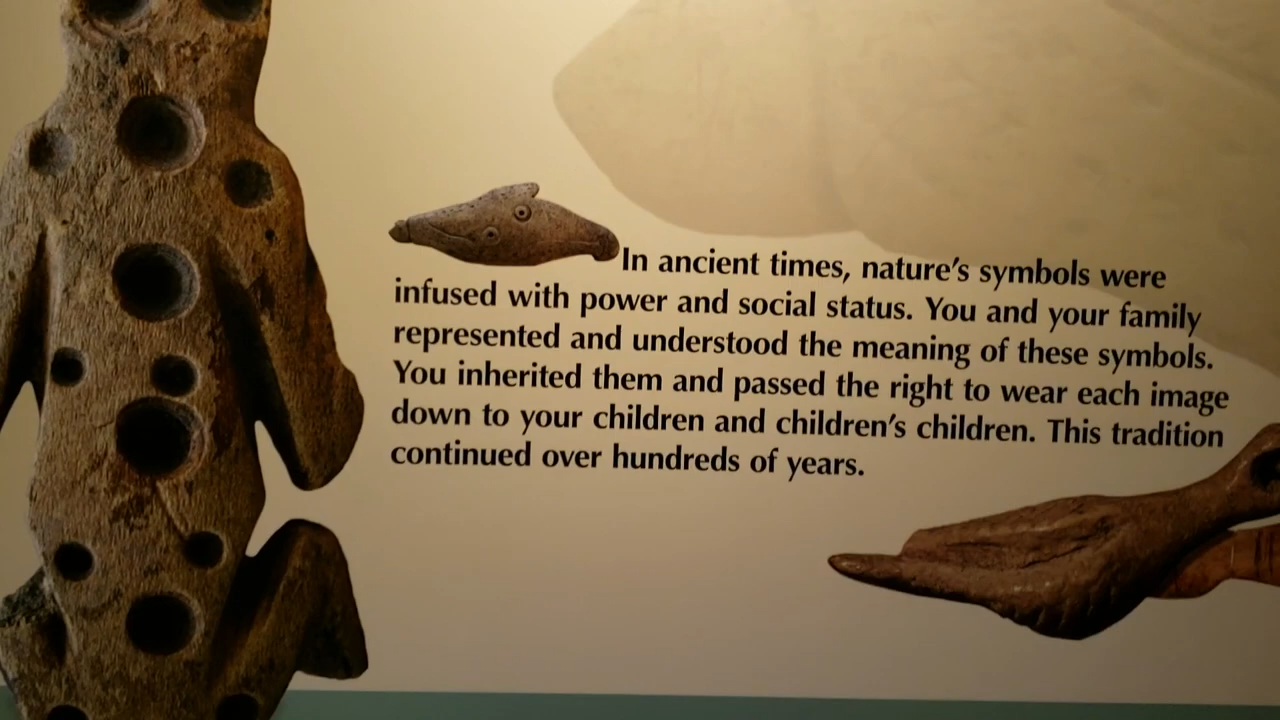 In ancient times, nature's symbols were
infused with power and social status. You and your family
represented and understood the meaning of these symbols.
You inherited them and passed the right to wear each image
down to your children and children's children. This tradition
continued over hundreds of years.